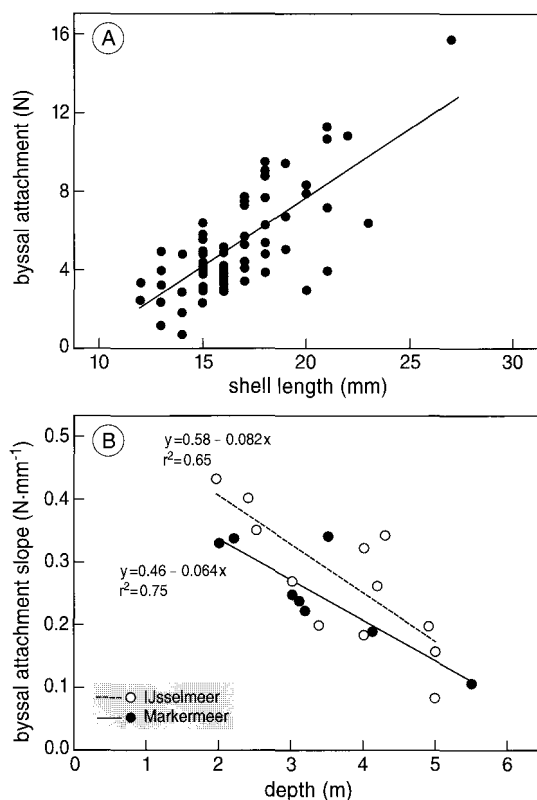 A
byssal attachment (N)
16
12
8
4
0
10 15 20 25 30
shell length (mm)
B
byssal attachment slope (N·mm⁻¹)
0.5
0.4
0.3
0.2
0.1
0.0
y=0.58 – 0.082x
r²=0.65
y=0.46 – 0.064x
r²=0.75
IJsselmeer
Markermeer
0 1 2 3 4 5 6
depth (m)